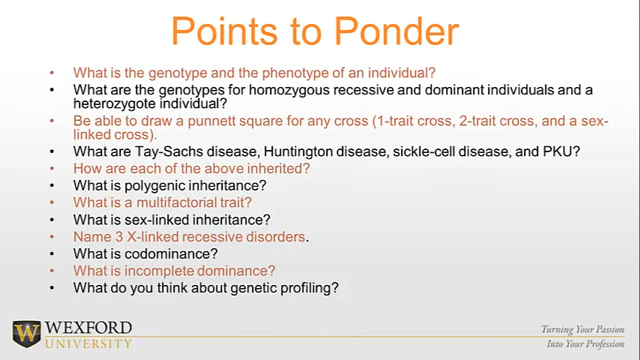 Points to Ponder
• What is the genotype and the phenotype of an individual?
• What are the genotypes for homozygous recessive and dominant individuals and a
heterozygote individual?
• Be able to draw a punnett square for any cross (1-trait cross, 2-trait cross, and a sex-
linked cross).
• What are Tay-Sachs disease, Huntington disease, sickle-cell disease, and PKU?
• How are each of the above inherited?
• What is polygenic inheritance?
• What is a multifactorial trait?
• What is sex-linked inheritance?
• Name 3 X-linked recessive disorders.
• What is codominance?
• What is incomplete dominance?
• What do you think about genetic profiling?
W WEXFORD
UNIVERSITY
Turning Your Passion
Into Your Profession